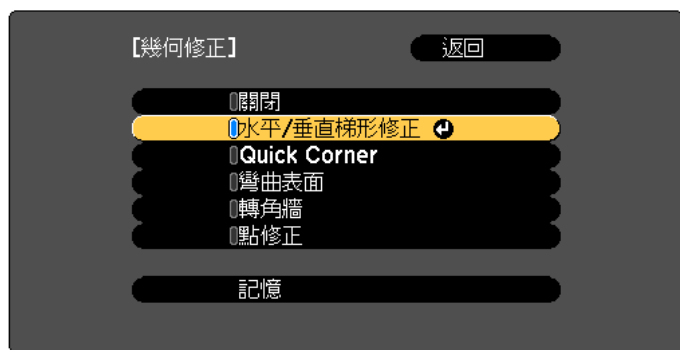 【幾何修正】 返回
關閉
水平/垂直梯形修正
Quick Corner
彎曲表面
轉角牆
點修正
記憶